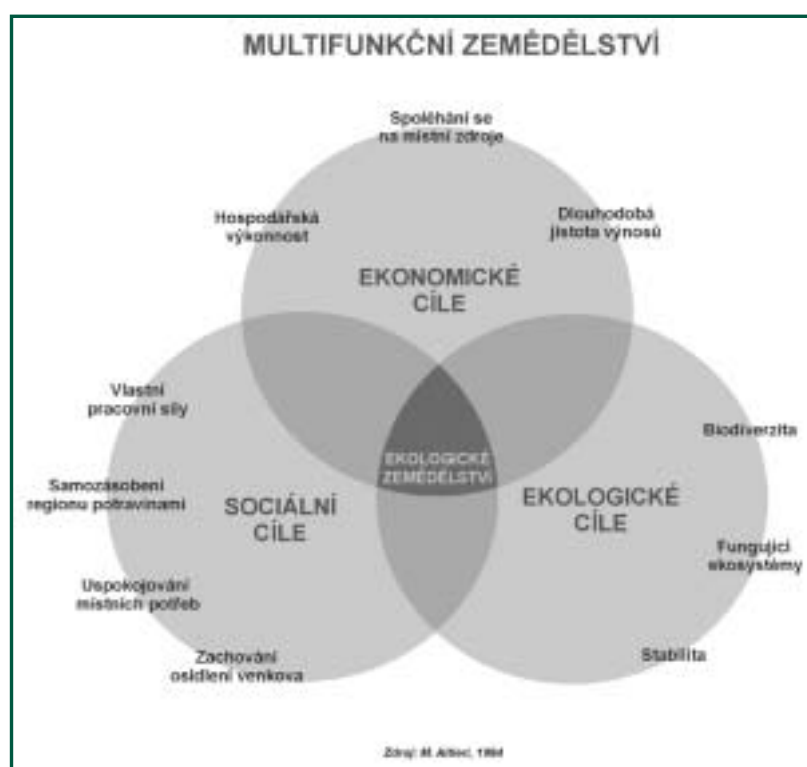 MULTIFUNKČNÍ ZEMĚDĚLSTVÍ
Spoléhání se
na místní zdroje
Hospodářská
výkonnost
Dlouhodobá
jistota výnosů
EKONOMICKÉ
CÍLE
Vlastní
pracovní síly
Samozásobení
regionu potravinami
Uspokojování
místních potřeb
Zachování
osídlení venkova
SOCIÁLNÍ
CÍLE
EKOLOGICKÉ
ZEMĚDĚLSTVÍ
EKOLOGICKÉ
CÍLE
Biodiverzita
Fungující
ekosystémy
Stabilita
Zdroj: M. Altieri, 1994